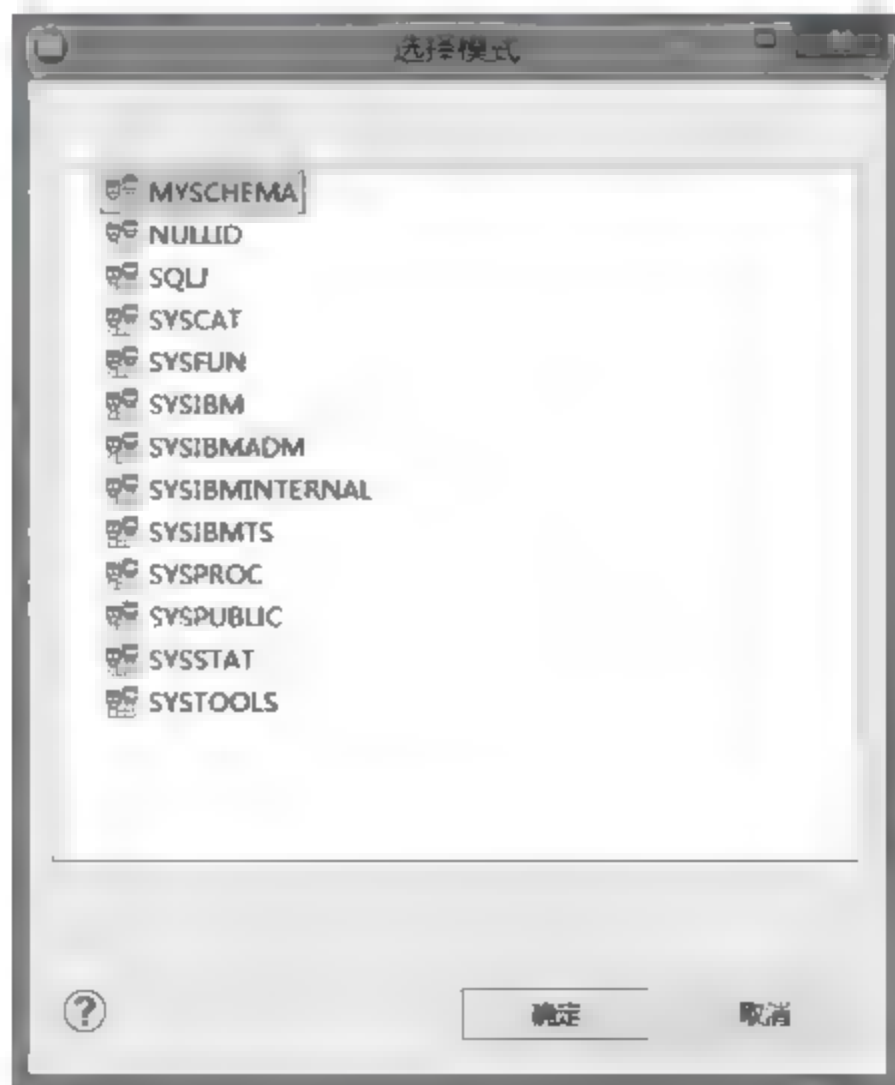 选择模式
MYSCHEMA
NULLID
SQLJ
SYSCAT
SYSFUN
SYSIBM
SYSIBMADM
SYSIBMINTERNAL
SYSIBMTS
SYSPROC
SYSPUBLIC
SYSSTAT
SYSTOOLS
?
确定
取消